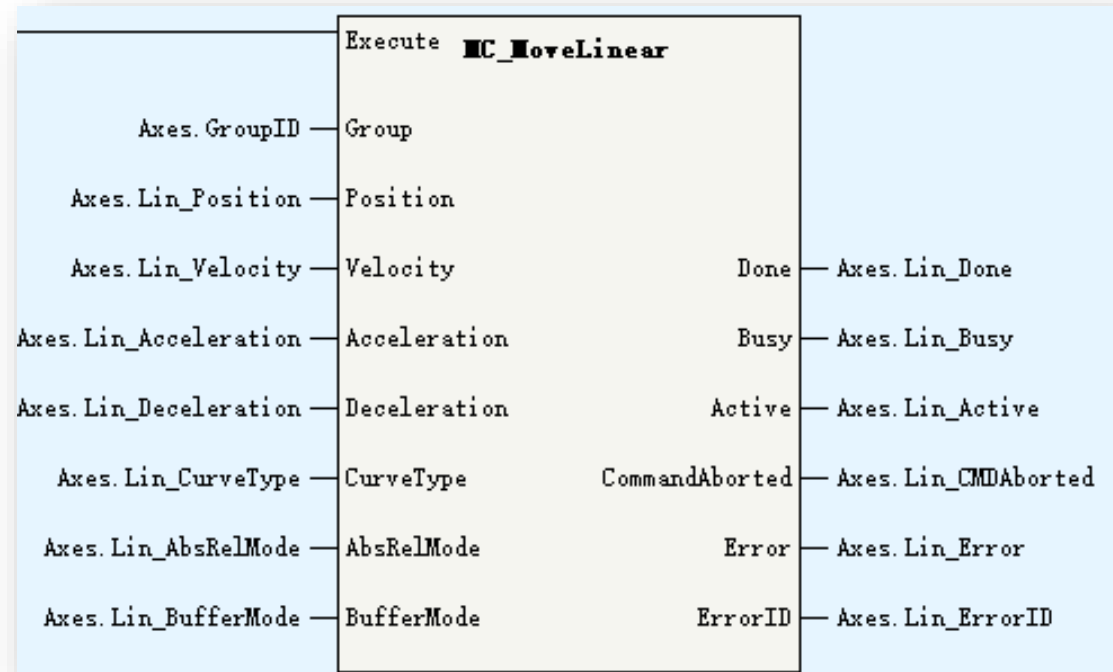 Execute MC_MoveLinear
Axes.GroupID Group
Axes.Lin_Position Position
Axes.Lin_Velocity Velocity Done Axes.Lin_Done
Axes.Lin_Acceleration Acceleration Busy Axes.Lin_Busy
Axes.Lin_Deceleration Deceleration Active Axes.Lin_Active
Axes.Lin_CurveType CurveType CommandAborted Axes.Lin_CMDAborted
Axes.Lin_AbsRelMode AbsRelMode Error Axes.Lin_Error
Axes.Lin_BufferMode BufferMode ErrorID Axes.Lin_ErrorID